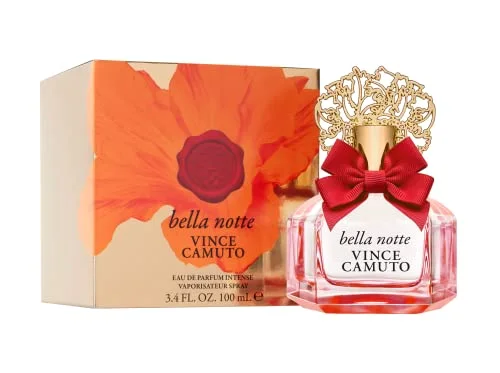 bella notte
VINCE
CAMUTO
EAU DE PARFUM INTENSE
VAPORISATEUR SPRAY
3.4 FL. OZ. 100 mL ℮
bella notte
VINCE
CAMUTO